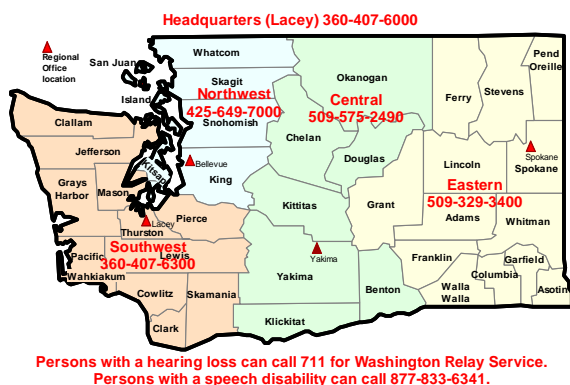 Headquarters (Lacey) 360-407-6000
Regional
Office
location
San Juan
Island
Whatcom
Skagit
Northwest
425-649-7000
Snohomish
Bellevue
King
Okanogan
Central
509-575-2490
Chelan
Douglas
Kittitas
Yakima
Yakima
Klickitat
Benton
Ferry
Stevens
Pend
Oreille
Lincoln
Spokane
Spokane
Eastern
509-329-3400
Grant
Adams
Whitman
Franklin
Garfield
Columbia
Walla
Walla
Asotin
Clallam
Jefferson
Kitsap
Grays
Harbor
Mason
Lacey
Thurston
Pierce
Southwest
360-407-6300
Pacific
Lewis
Wahkiakum
Cowlitz
Skamania
Clark
Persons with a hearing loss can call 711 for Washington Relay Service.
Persons with a speech disability can call 877-833-6341.